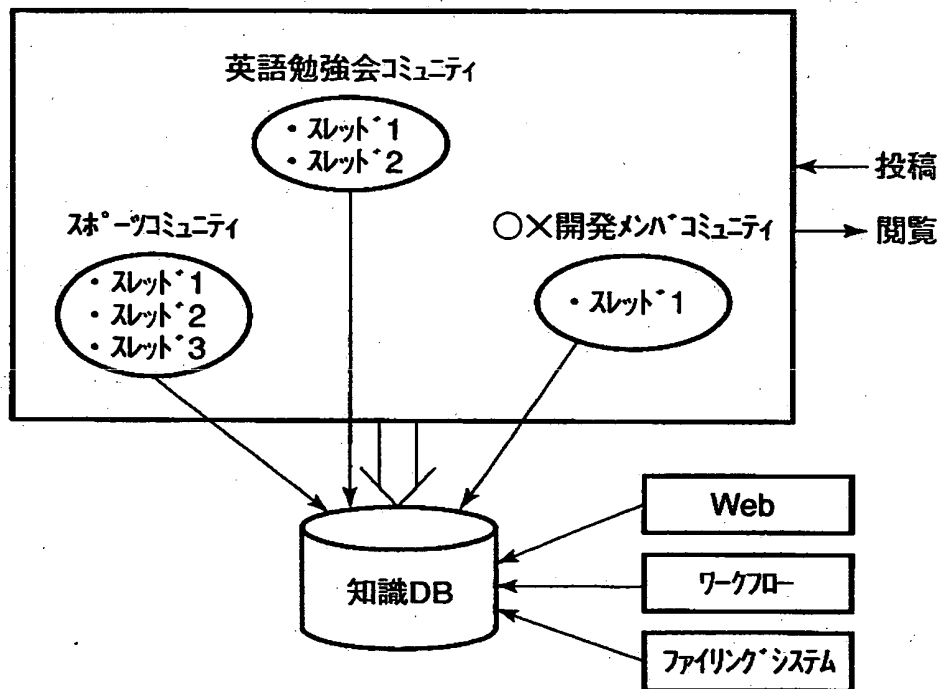 英語勉強会コミュニティ
・スレッド1
・スレッド2
投稿
閲覧
スポーツコミュニティ
・スレッド1
・スレッド2
・スレッド3
○×開発メンバコミュニティ
・スレッド1
知識DB
Web
ワークフロー
ファイリングシステム